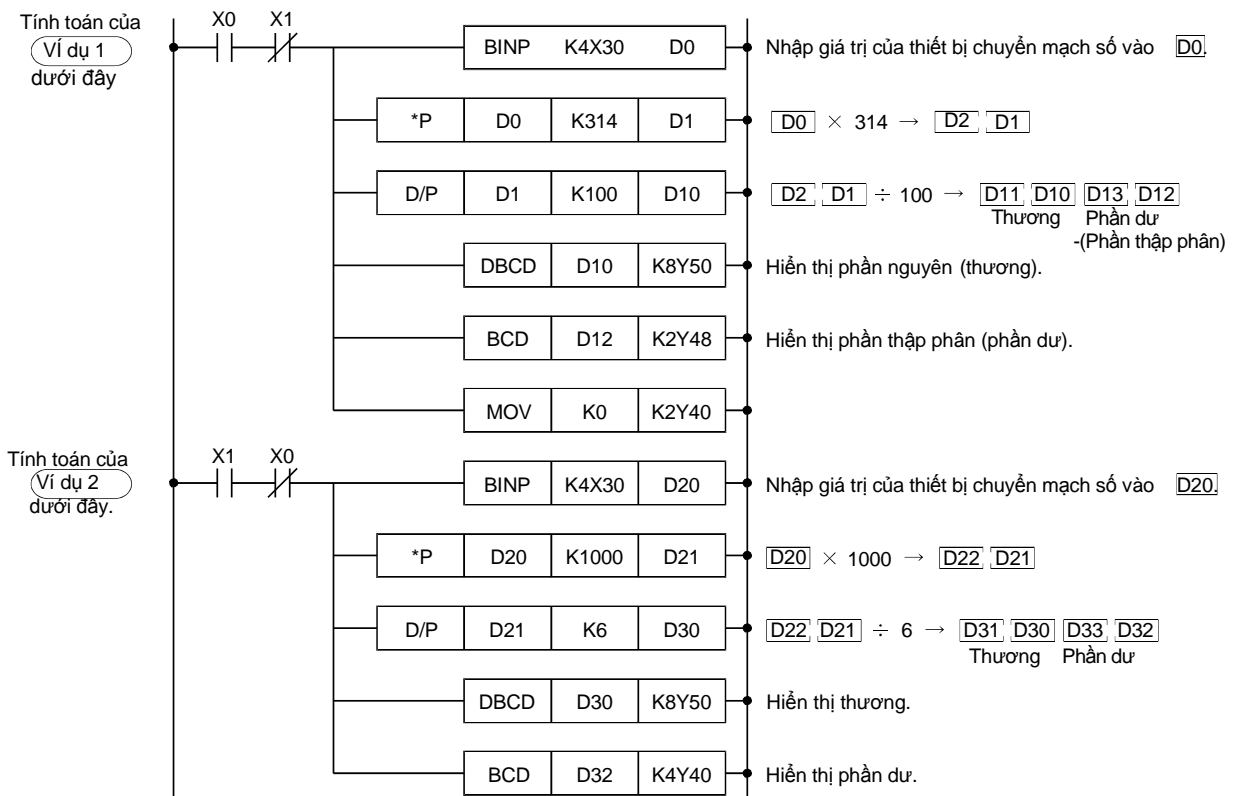 Tính toán của
VÍ dụ 1
dưới đây
X0 X1
BINP K4X30 D0
Nhập giá trị của thiết bị chuyển mạch số vào D0.
*P D0 K314 D1
D0 × 314 → D2 D1
D/P D1 K100 D10
D2 D1 ÷ 100 → D11 D10 D13 D12
Thương Phần dư
-(Phần thập phân)
DBCD D10 K8Y50
Hiển thị phần nguyên (thương).
BCD D12 K2Y48
Hiển thị phần thập phân (phần dư).
MOV K0 K2Y40
Tính toán của
Ví dụ 2
dưới đây.
X1 X0
BINP K4X30 D20
Nhập giá trị của thiết bị chuyển mạch số vào D20.
*P D20 K1000 D21
D20 × 1000 → D22 D21
D/P D21 K6 D30
D22 D21 ÷ 6 → D31 D30 D33 D32
Thương Phần dư
DBCD D30 K8Y50
Hiển thị thương.
BCD D32 K4Y40
Hiển thị phần dư.